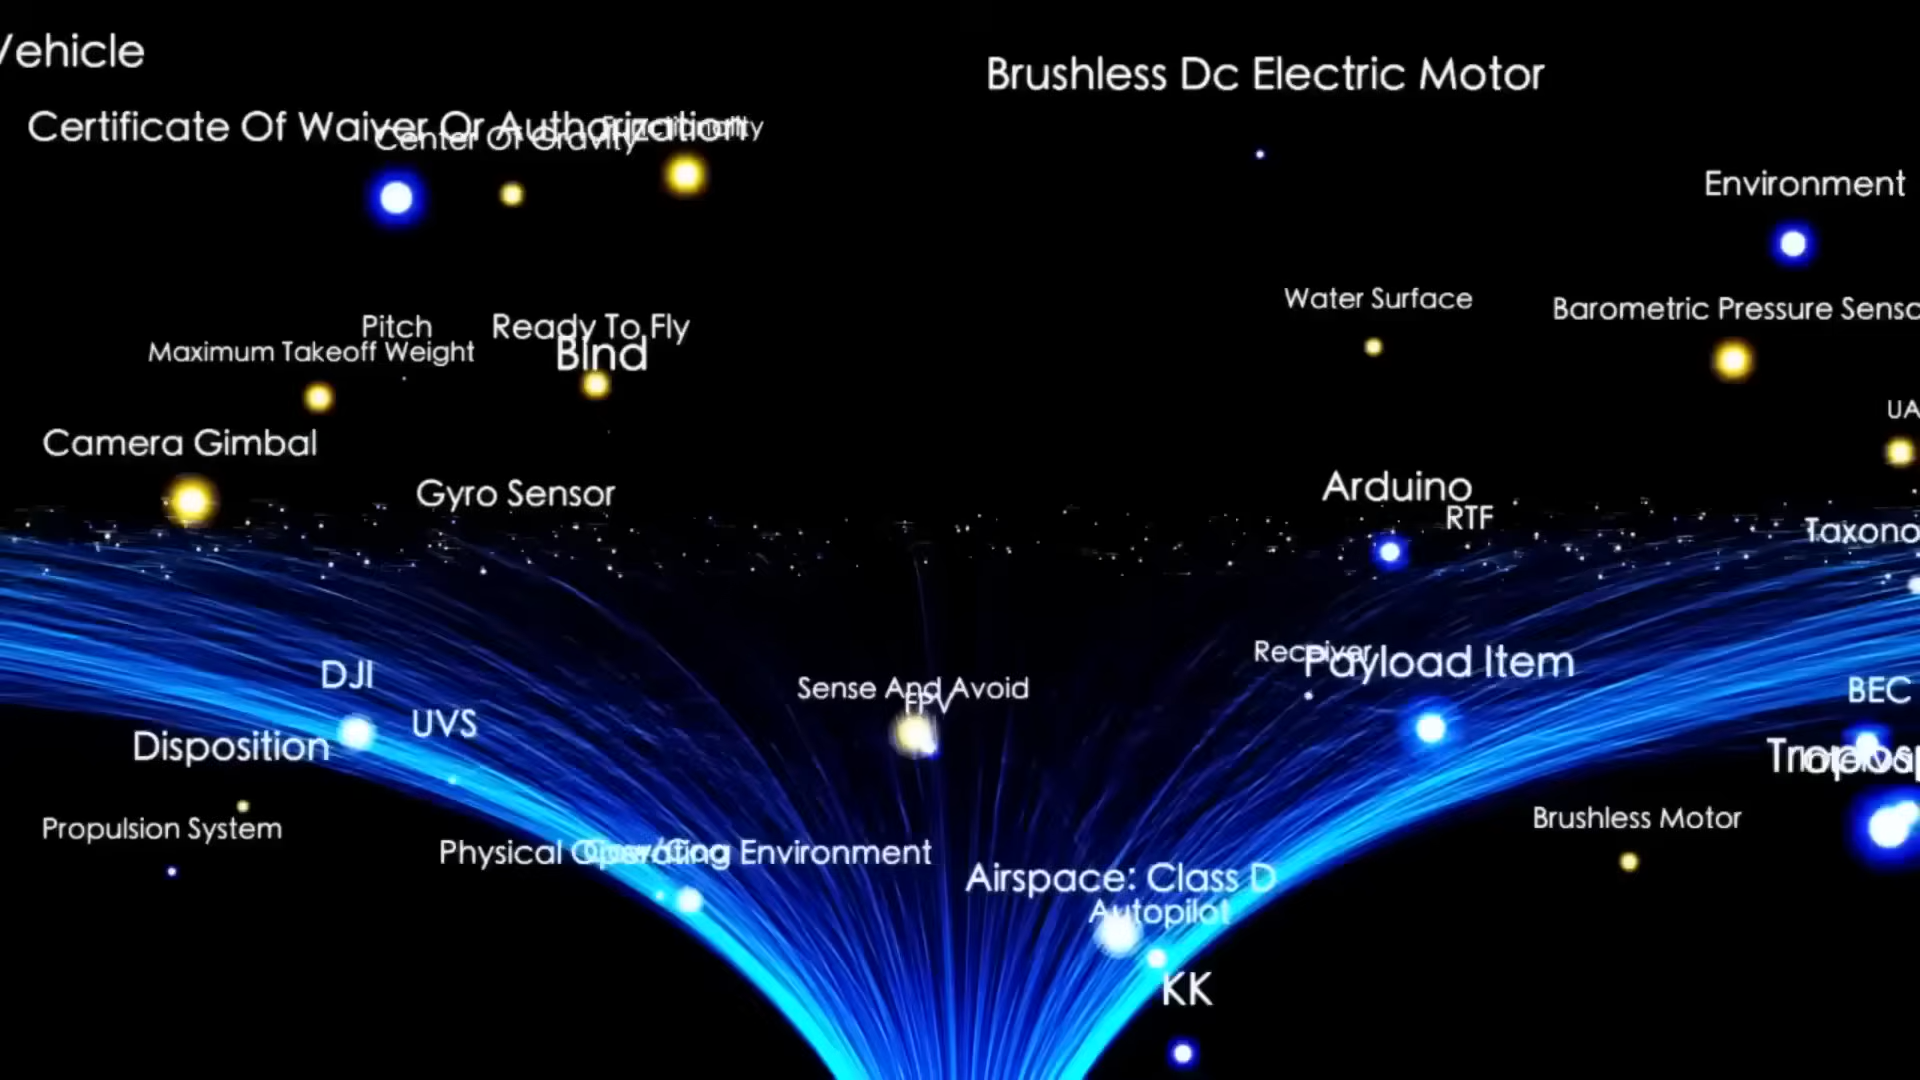 Vehicle
Brushless Dc Electric Motor
Certificate Of Waiver Or Authorization
Center Of Gravity
Environment
Water Surface
Barometric Pressure
Pitch
Ready To Fly
Maximum Takeoff Weight
BInd
UA
Camera Gimbal
Gyro Sensor
Arduino
RTF
Receiver
Payload Item
DJI
Sense And Avoid
FPV
BEC
UVS
Disposition
Brushless Motor
Propulsion System
Physical Operating Environment
Airspace: Class D
Autopilot
KK